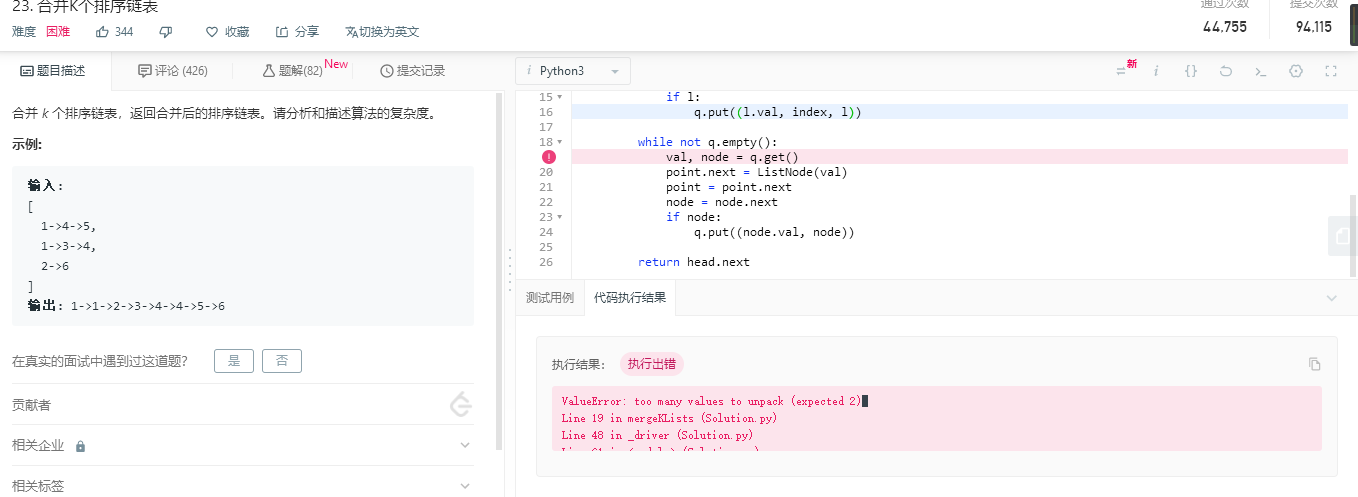 23. 合并K个排序链表
难度 困难 344 收藏 分享 切换为英文
通过次数 提交次数
44,755 94,115
题目描述 评论 (426) 题解(82) New 提交记录
Python3
新 i {} >_
合并 k 个排序链表，返回合并后的排序链表。请分析和描述算法的复杂度。
示例:
输入:
[
1->4->5,
1->3->4,
2->6
]
输出: 1->1->2->3->4->4->5->6
在真实的面试中遇到过这道题? 是 否
贡献者
相关企业
相关标签
15 if l:
16 q.put((l.val, index, l))
17
18 while not q.empty():
val, node = q.get()
20 point.next = ListNode(val)
21 point = point.next
22 node = node.next
23 if node:
24 q.put((node.val, node))
25
26 return head.next
测试用例 代码执行结果
执行结果: 执行出错
ValueError: too many values to unpack (expected 2)
Line 19 in mergeKLists (Solution.py)
Line 48 in _driver (Solution.py)